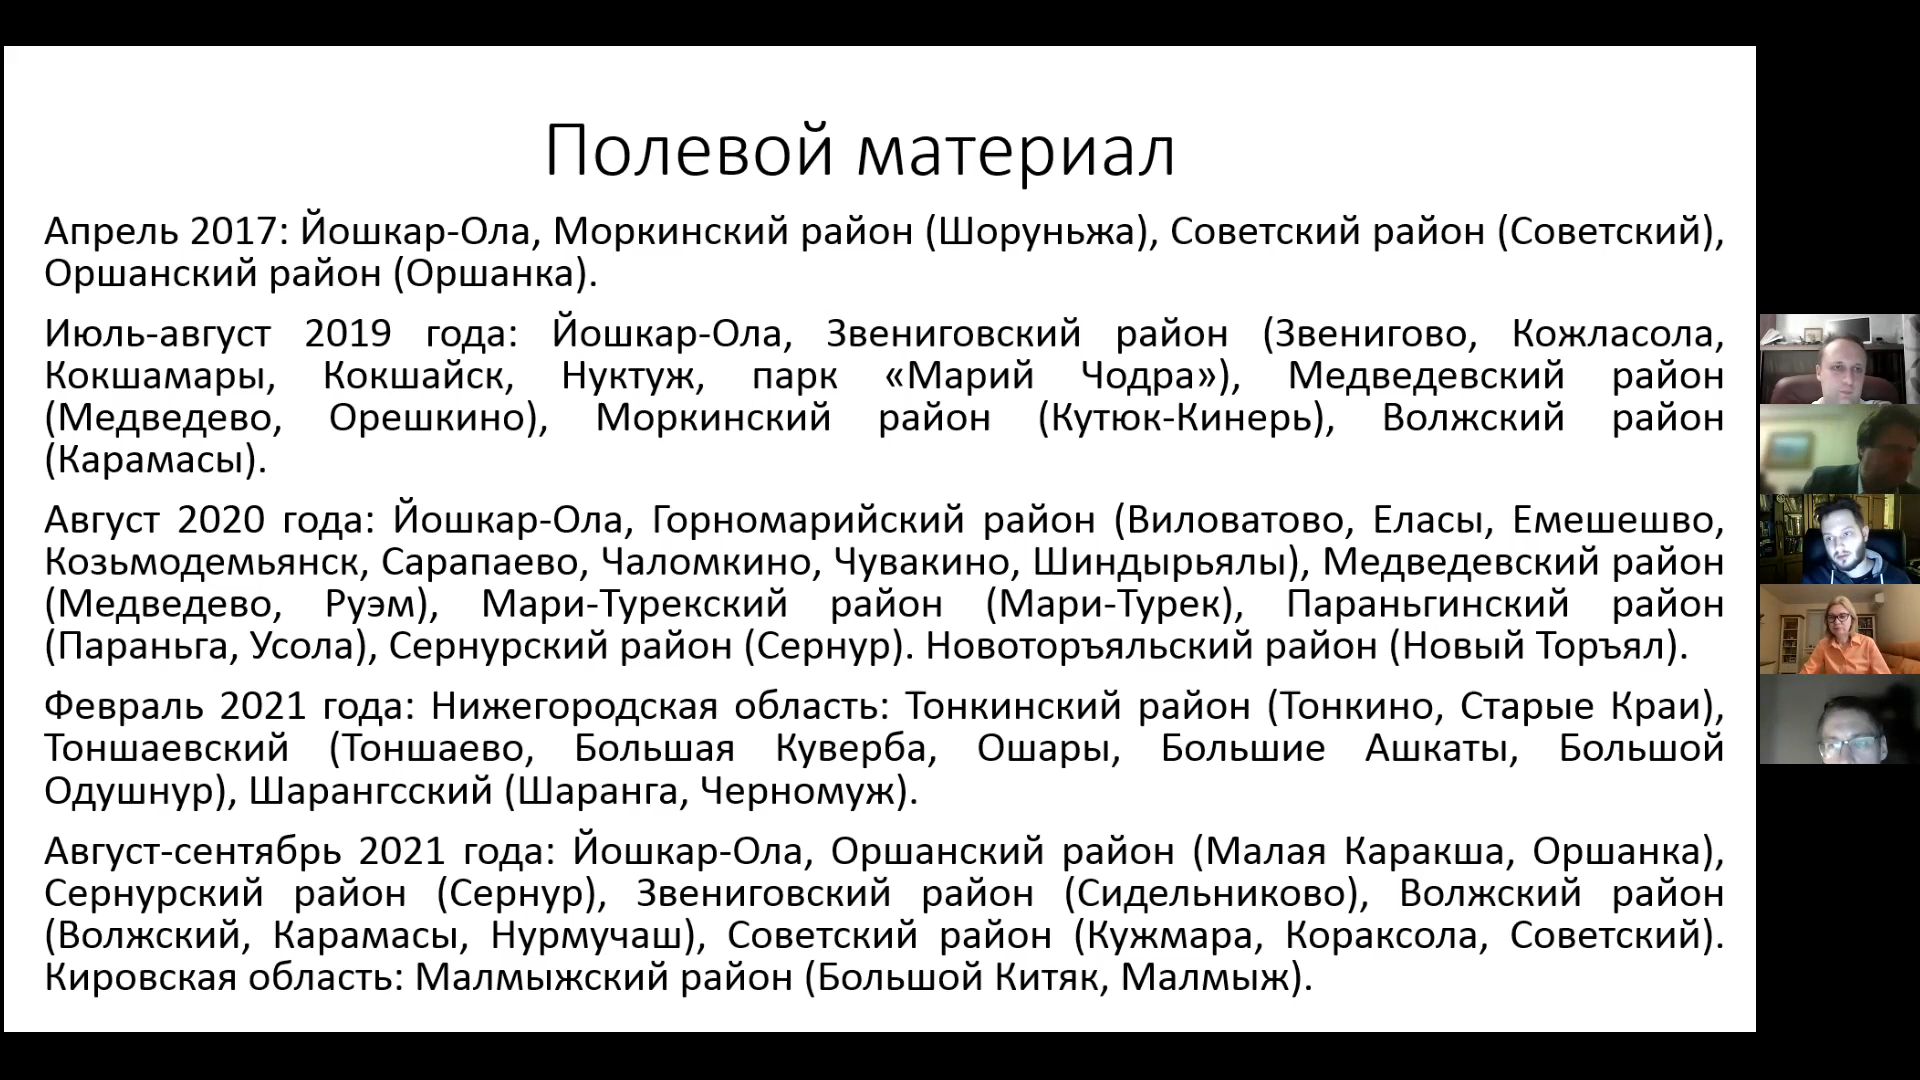 Полевой материал
Апрель 2017: Йошкар-Ола, Моркинский район (Шоруньжа), Советский район (Советский),
Оршанский район (Оршанка).
Июль-август 2019 года: Йошкар-Ола, Звениговский район (Звенигово, Кожласола,
Кокшамары, Кокшайск, Нуктуж, парк «Марий Чодра»), Медведевский район
(Медведево, Орешкино), Моркинский район (Кутюк-Кинерь), Волжский район
(Карамасы).
Август 2020 года: Йошкар-Ола, Горномарийский район (Виловатово, Еласы, Емешешво,
Козьмодемьянск, Сарапаево, Чаломкино, Чувакино, Шиндырьялы), Медведевский район
(Медведево, Руэм), Мари-Турекский район (Мари-Турек), Параньгинский район
(Параньга, Усола), Сернурский район (Сернур). Новоторъяльский район (Новый Торъял).
Февраль 2021 года: Нижегородская область: Тонкинский район (Тонкино, Старые Краи),
Тоншаевский (Тоншаево, Большая Куверба, Ошары, Большие Ашкаты, Большой
Одушнур), Шарангсский (Шаранга, Черномуж).
Август-сентябрь 2021 года: Йошкар-Ола, Оршанский район (Малая Каракша, Оршанка),
Сернурский район (Сернур), Звениговский район (Сидельниково), Волжский район
(Волжский, Карамасы, Нурмучаш), Советский район (Кужмара, Кораксола, Советский).
Кировская область: Малмыжский район (Большой Китяк, Малмыж).